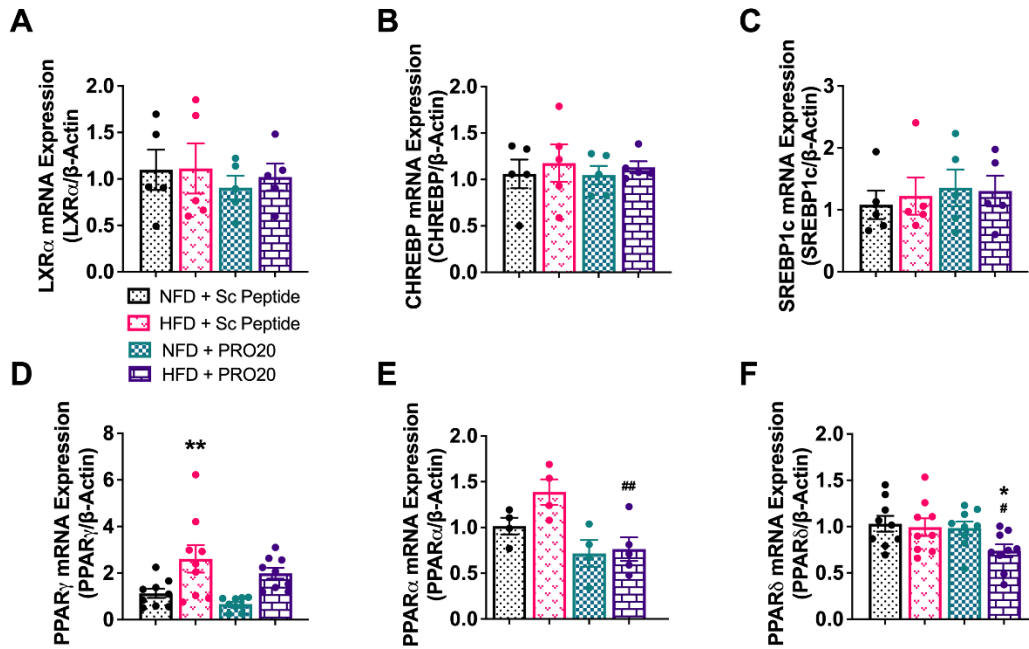 A
LXRα mRNA Expression
(LXRα/β-Actin)
2.0
1.5
1.0
0.5
0.0
B
CHREBP mRNA Expression
(CHREBP/β-Actin)
2.0
1.5
1.0
0.5
0.0
C
SREBP1c mRNA Expression
(SREBP1c/β-Actin)
3
2
1
0
NFD + Sc Peptide
HFD + Sc Peptide
NFD + PRO20
HFD + PRO20
D
PPARγ mRNA Expression
(PPARγ/β-Actin)
8
6
4
2
0
**
E
PPARα mRNA Expression
(PPARα/β-Actin)
2.0
1.5
1.0
0.5
0.0
##
F
PPARδ mRNA Expression
(PPARδ/β-Actin)
2.0
1.5
1.0
0.5
0.0
*
#